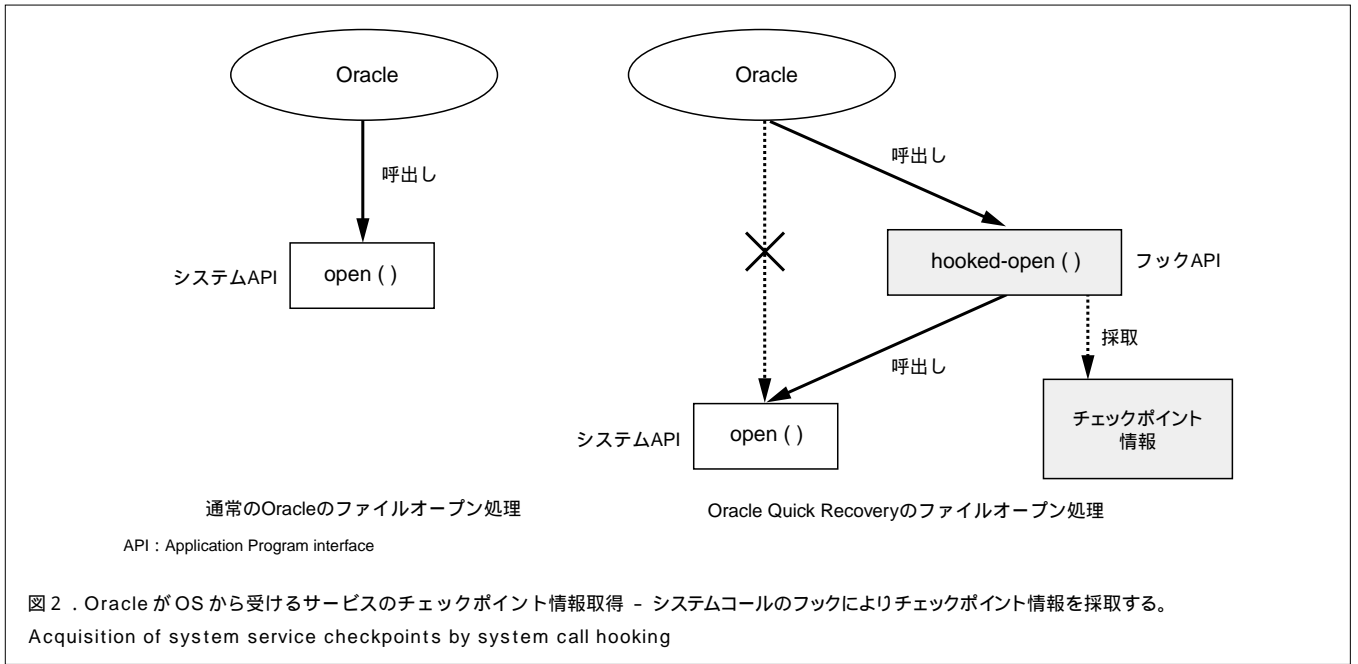 Oracle
呼出し
システムAPI
open ( )
通常のOracleのファイルオープン処理
Oracle
呼出し
hooked-open ( )
フックAPI
採取
呼出し
チェックポイント
情報
システムAPI
open ( )
Oracle Quick Recoveryのファイルオープン処理
API：Application Program interface
図２．OracleがOSから受けるサービスのチェックポイント情報取得 － システムコールのフックによりチェックポイント情報を採取する。
Acquisition of system service checkpoints by system call hooking